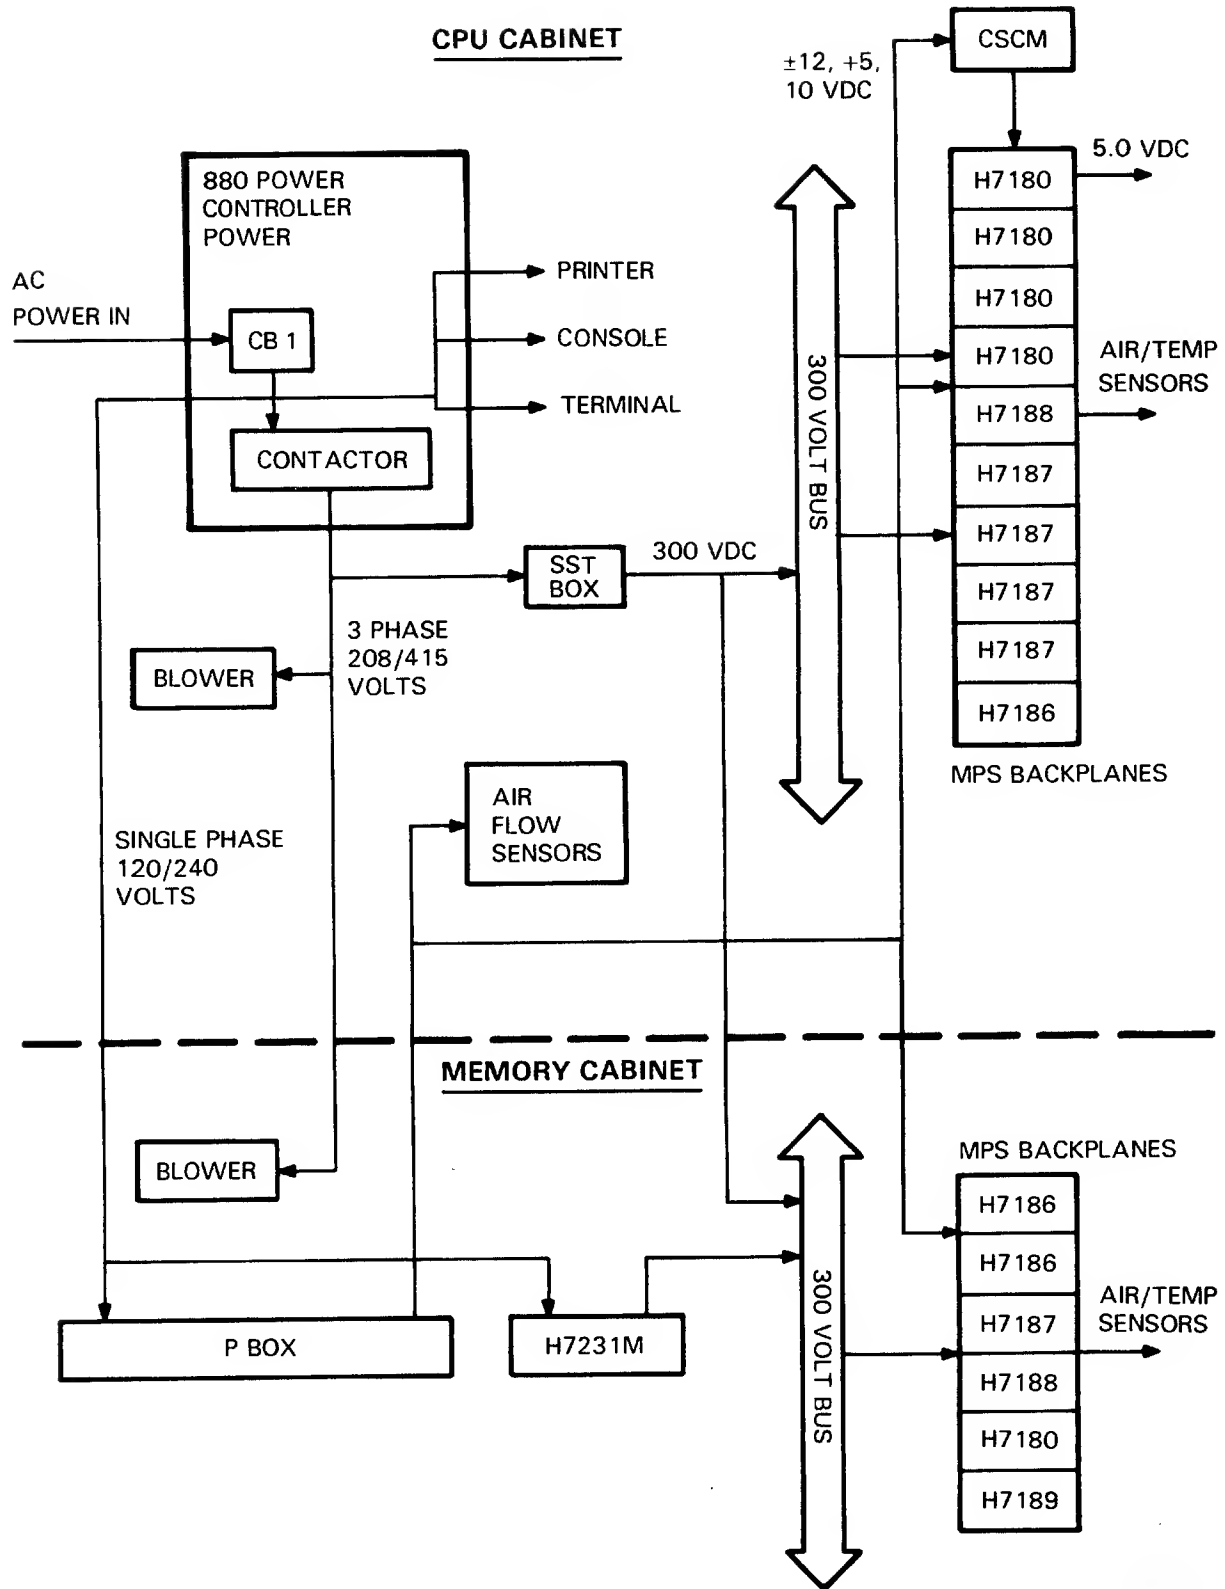 CPU CABINET
CSCM
±12, +5,
10 VDC
5.0 VDC
880 POWER
CONTROLLER
POWER
H7180
H7180
H7180
H7180
H7188
H7187
H7187
H7187
H7187
H7186
MPS BACKPLANES
AIR/TEMP
SENSORS
AC
POWER IN
CB 1
CONTACTOR
PRINTER
CONSOLE
TERMINAL
300 VOLT BUS
SST
BOX
300 VDC
3 PHASE
208/415
VOLTS
BLOWER
AIR
FLOW
SENSORS
SINGLE PHASE
120/240
VOLTS
MEMORY CABINET
BLOWER
P BOX
H7231M
300 VOLT BUS
MPS BACKPLANES
H7186
H7186
H7187
H7188
H7180
H7189
AIR/TEMP
SENSORS